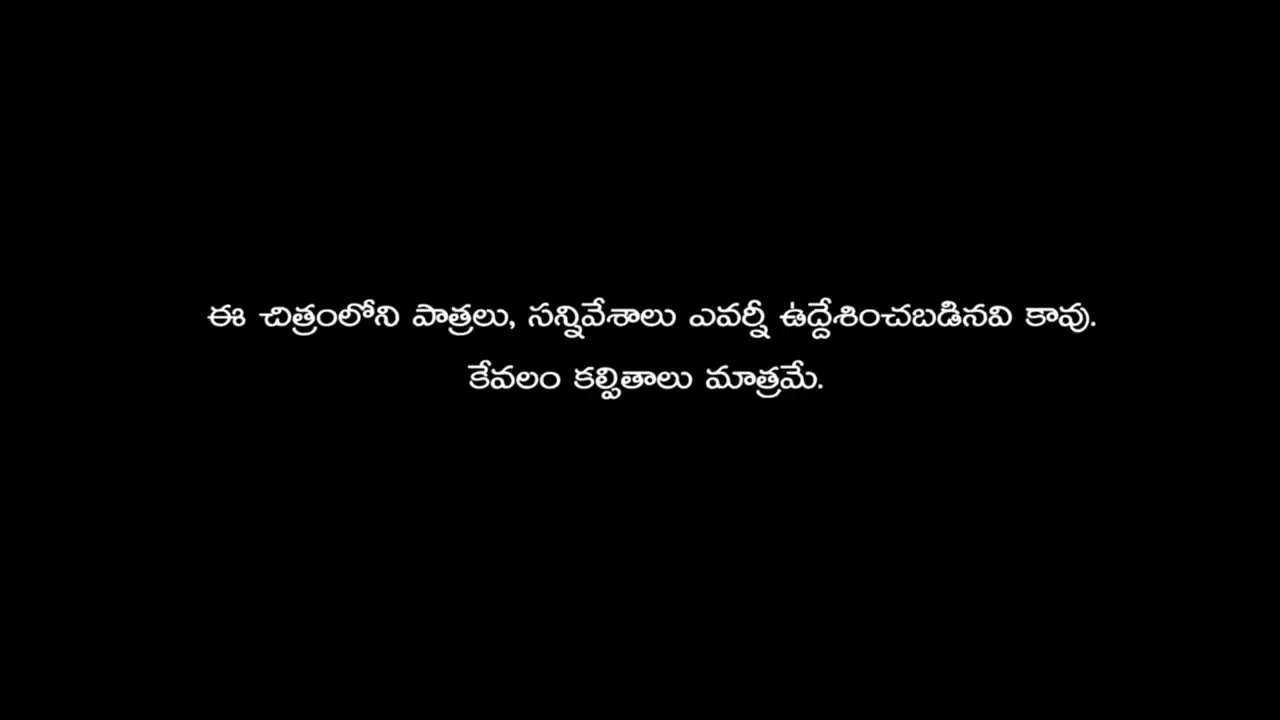 ఈ చిత్రంలోని పాత్రలు, సన్నివేశాలు ఎవర్నీ ఉద్దేశించబడినవి కావు.
కేవలం కల్పితాలు మాత్రమే.